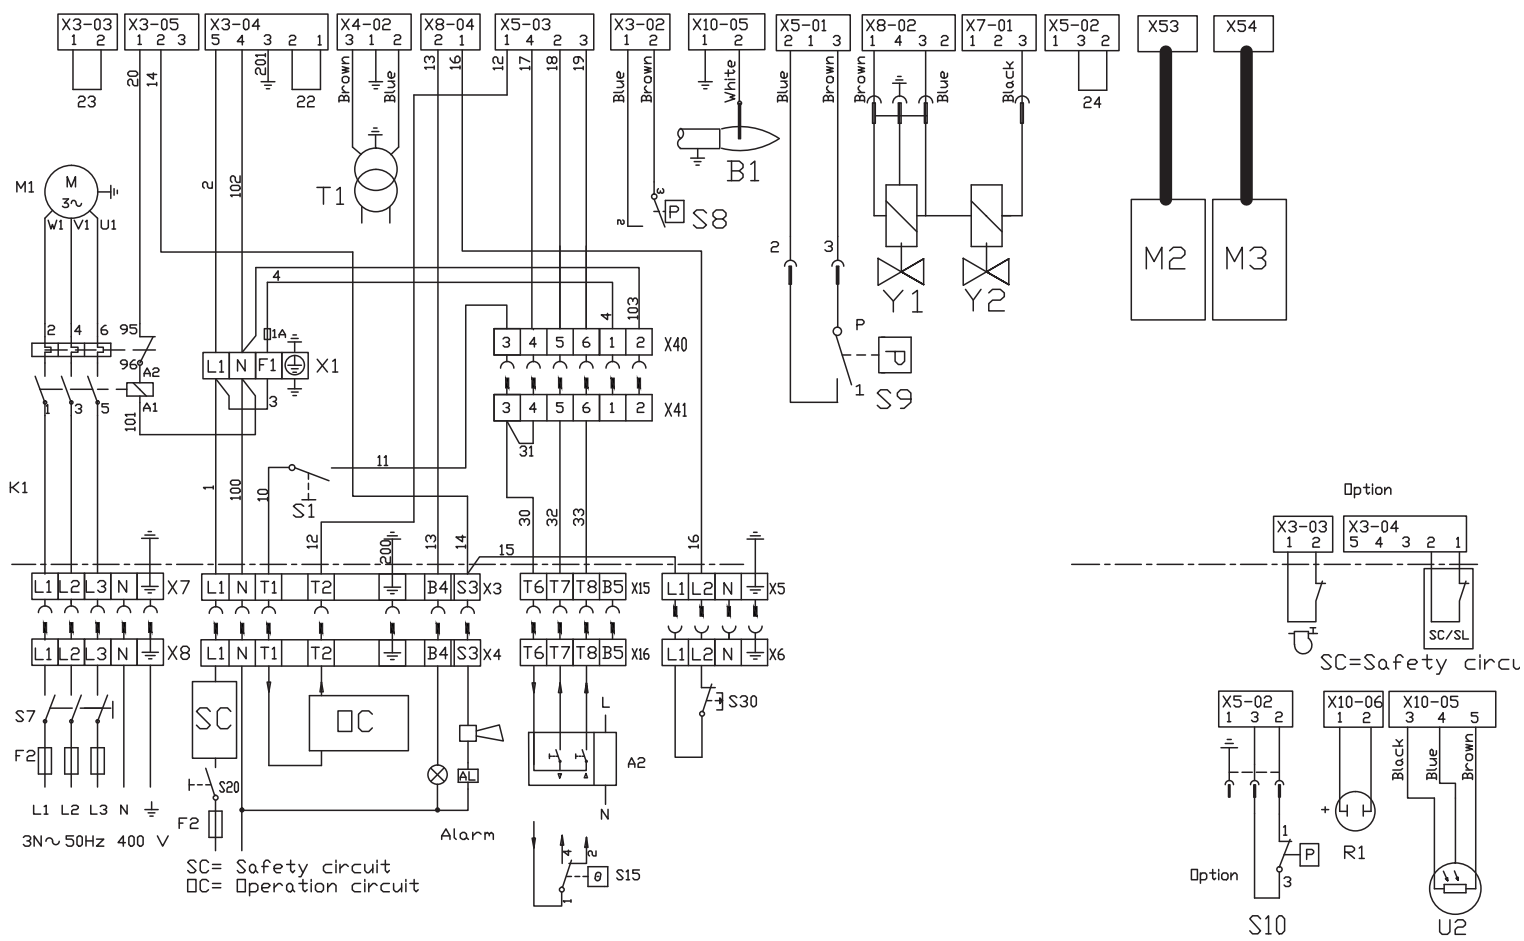 X3-03 X3-05 X3-04 X4-02 X8-04 X5-03 X3-02 X10-05 X5-01 X8-02 X7-01 X5-02 X53 X54
1 2 1 2 3 5 4 3 2 1 3 1 2 2 1 1 4 2 3 1 2 1 2 2 1 3 1 4 3 2 1 2 3 1 3 2
20 14 201 Brown Blue 13 16 12 17 18 19 Blue Brown White Blue Brown Brown Blue Black
23 22 24
B1
M1 M 3~ 2 102 T1 3 P S8
2
W1 V1 U1
2 3 M2 M3
4 Y1 Y2
4 103
2 4 6 95 1A P
3 4 5 6 1 2 X40
96 L1 N F1 X1 P
A2
A1 3 1 S9
1 3 5 101 3 4 5 6 1 2 X41
31
11
K1 1 100 10 S1 Option
30 32 33
X3-03 X3-04
12 200 13 14 15 16 1 2 5 4 3 2 1
L1 L2 L3 N X7 L1 N T1 T2 B4 S3 X3 T6 T7 T8 B5 X15 L1 L2 N X5
SC/SL
L1 L2 L3 N X8 L1 N T1 T2 B4 S3 X4 T6 T7 T8 B5 X16 L1 L2 N X6
SC=Safety circu
S7 SC OC L S30 X5-02 X10-06 X10-05
1 3 2 1 2 3 4 5
F2 AL A2 Black Blue Brown
S20
L1 L2 L3 N N
F2 +
3N~50Hz 400 V Alarm 1
SC= Safety circuit 4 2 P R1
OC= Operation circuit θ S15 Option 3
1
S10 U2